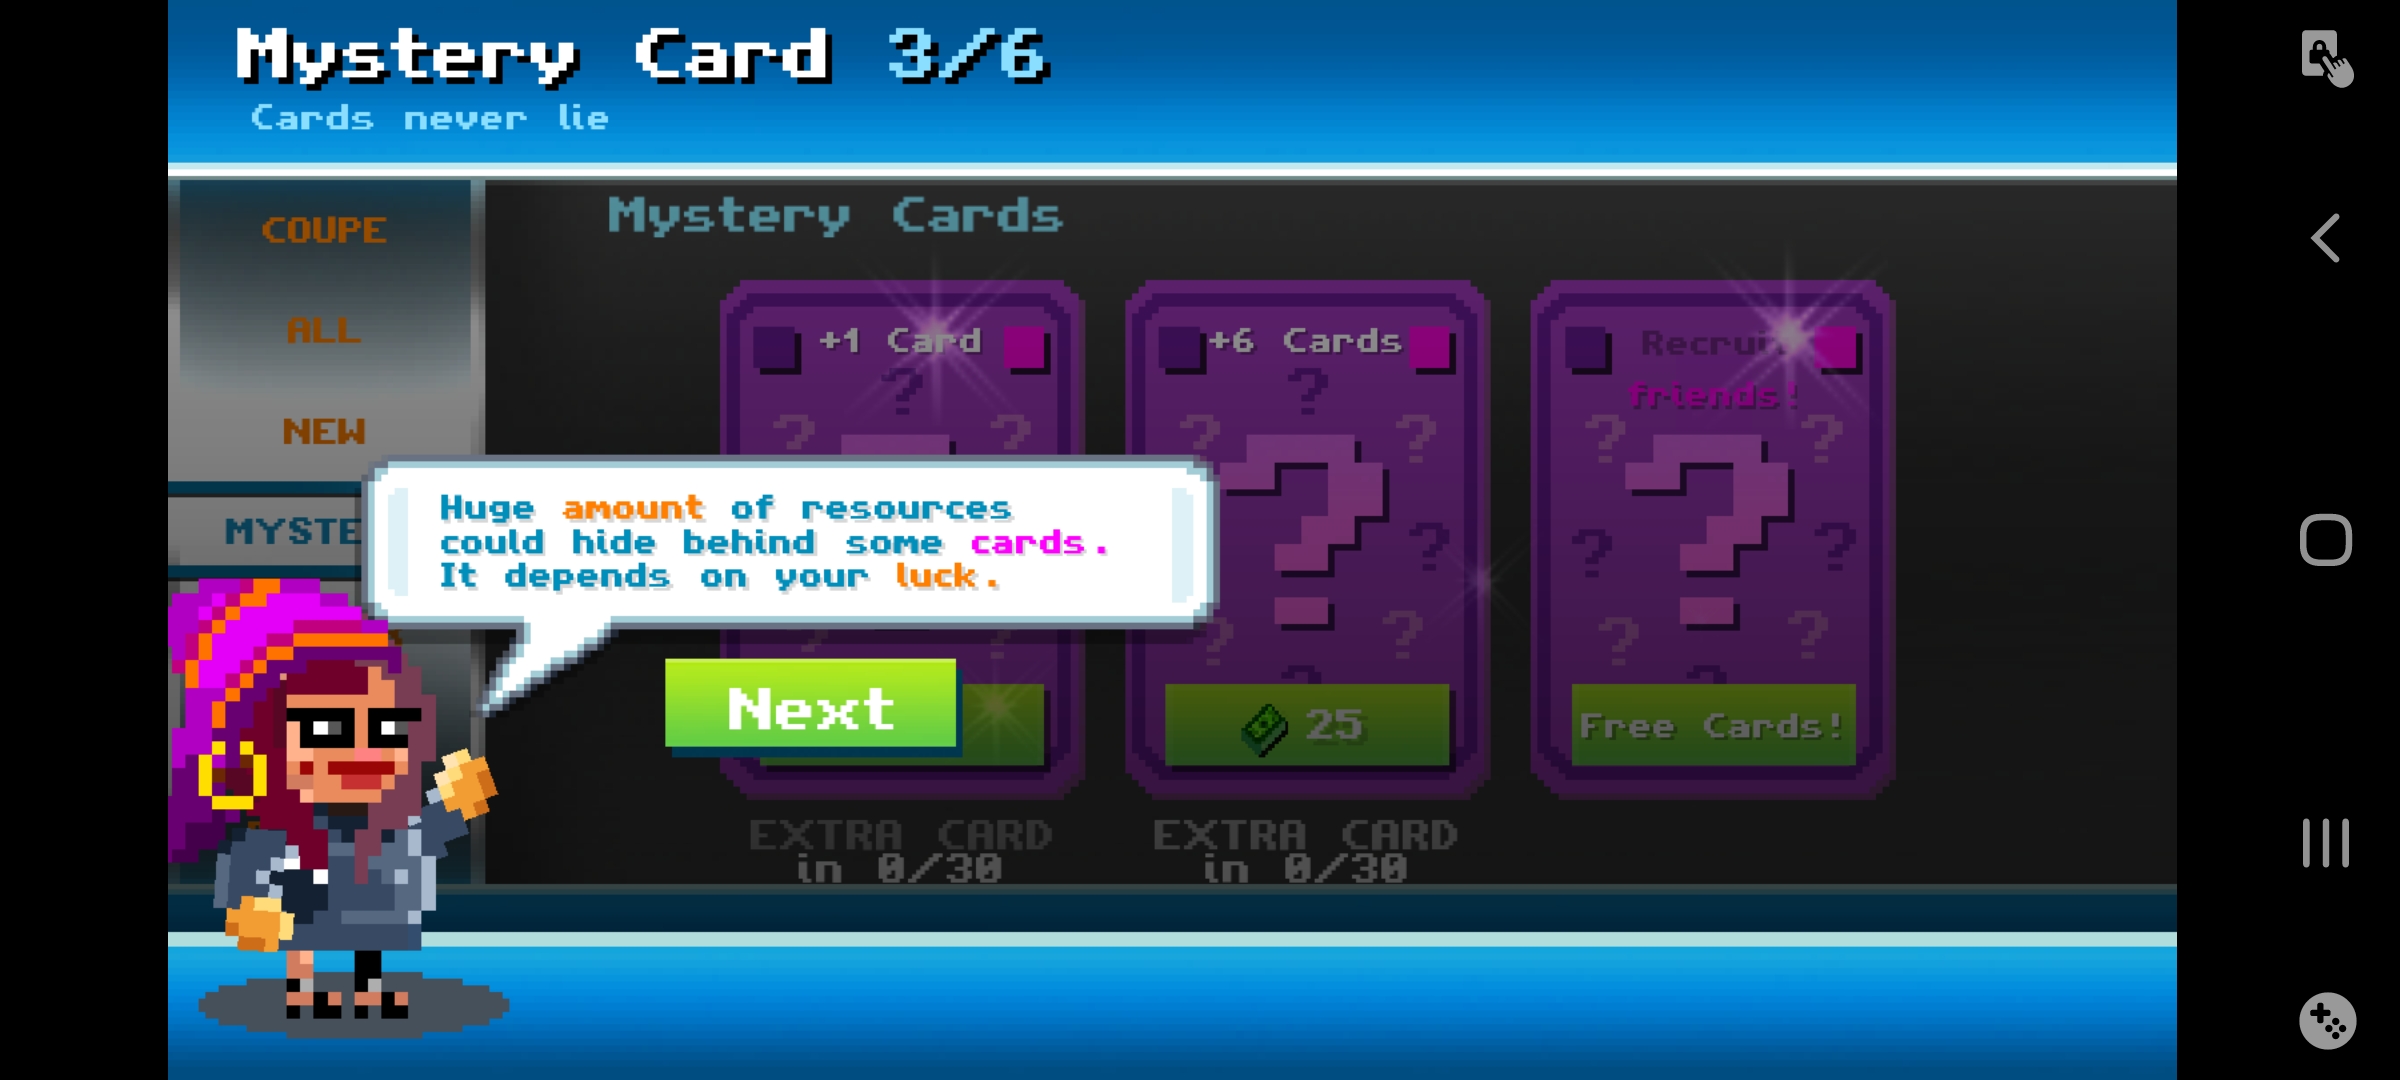 Mystery Card 3/6
Cards never lie
COUPE
ALL
NEW
Mystery Cards
+1 Card
+6 Cards
friends!
Huge amount of resources
could hide behind some cards.
It depends on your luck.
Next
25
Free Cards!
EXTRA CARD
in 0/30
EXTRA CARD
in 0/30